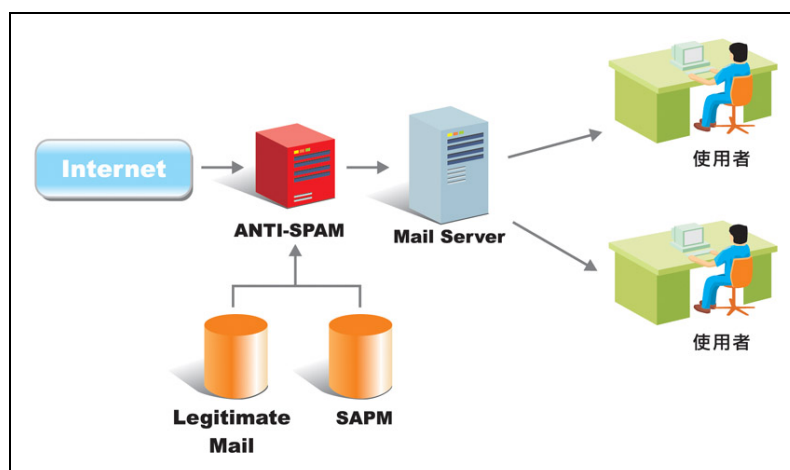 Internet
ANTI-SPAM
Mail Server
使用者
使用者
Legitimate
Mail
SAPM